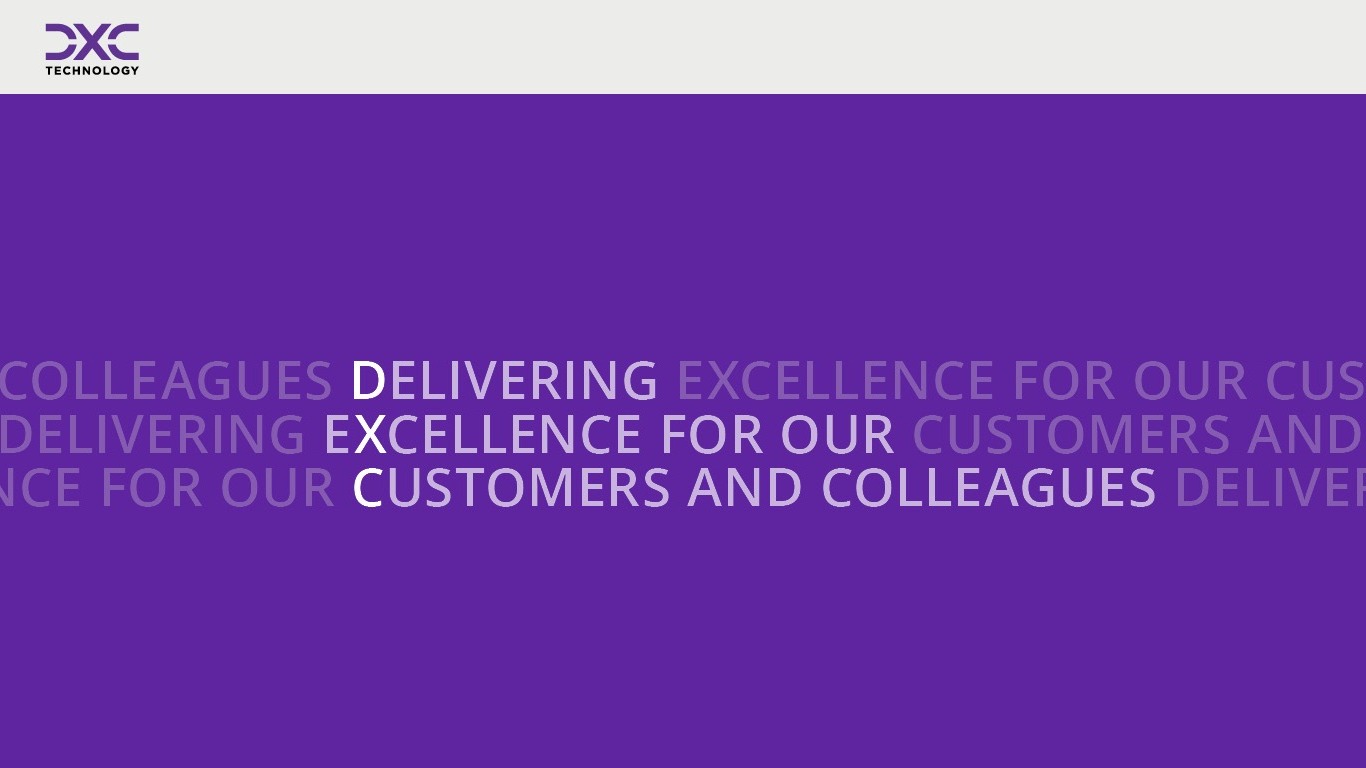 DXC
TECHNOLOGY
COLLEAGUES DELIVERING EXCELLENCE FOR OUR CUS
DELIVERING EXCELLENCE FOR OUR CUSTOMERS AND
NCE FOR OUR CUSTOMERS AND COLLEAGUES DELIVER